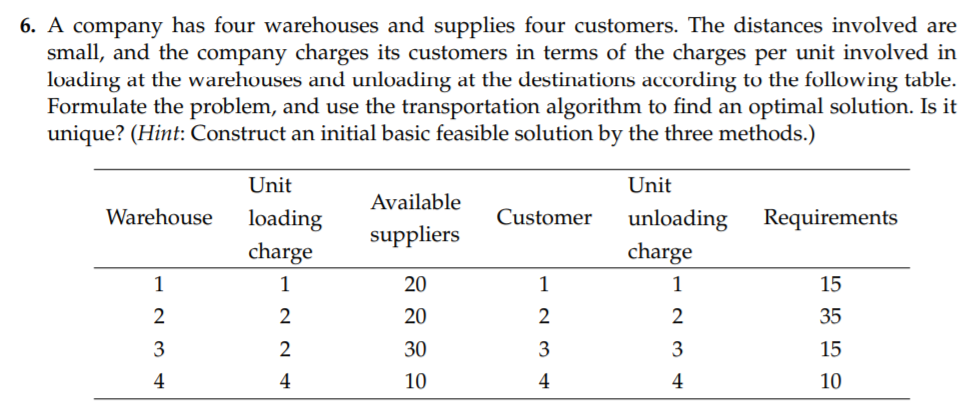 6. A company has four warehouses and supplies four customers. The distances involved are
small, and the company charges its customers in terms of the charges per unit involved in
loading at the warehouses and unloading at the destinations according to the following table.
Formulate the problem, and use the transportation algorithm to find an optimal solution. Is it
unique? (Hint: Construct an initial basic feasible solution by the three methods.)
Warehouse Unit loading charge Available suppliers Customer Unit unloading charge Requirements
1 1 20 1 1 15
2 2 20 2 2 35
3 2 30 3 3 15
4 4 10 4 4 10